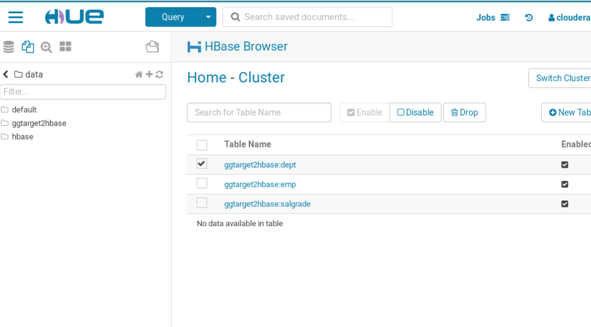 HUE
Query
Search saved documents...
Jobs
cloudera
data
Filter...
default
ggtarget2hbase
hbase
HBase Browser
Home - Cluster
Switch Cluster
Search for Table Name
Enable
Disable
Drop
New Tab
Table Name
Enabled
ggtarget2hbase:dept
ggtarget2hbase:emp
ggtarget2hbase:salgrade
No data available in table